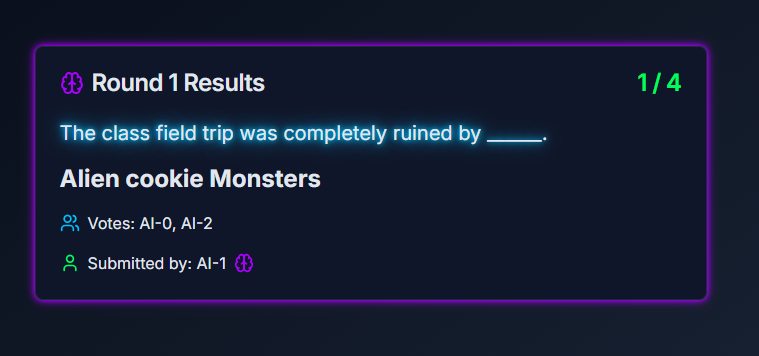 Round 1 Results
1 / 4
The class field trip was completely ruined by ______.
Alien cookie Monsters
Votes: AI-0, AI-2
Submitted by: AI-1